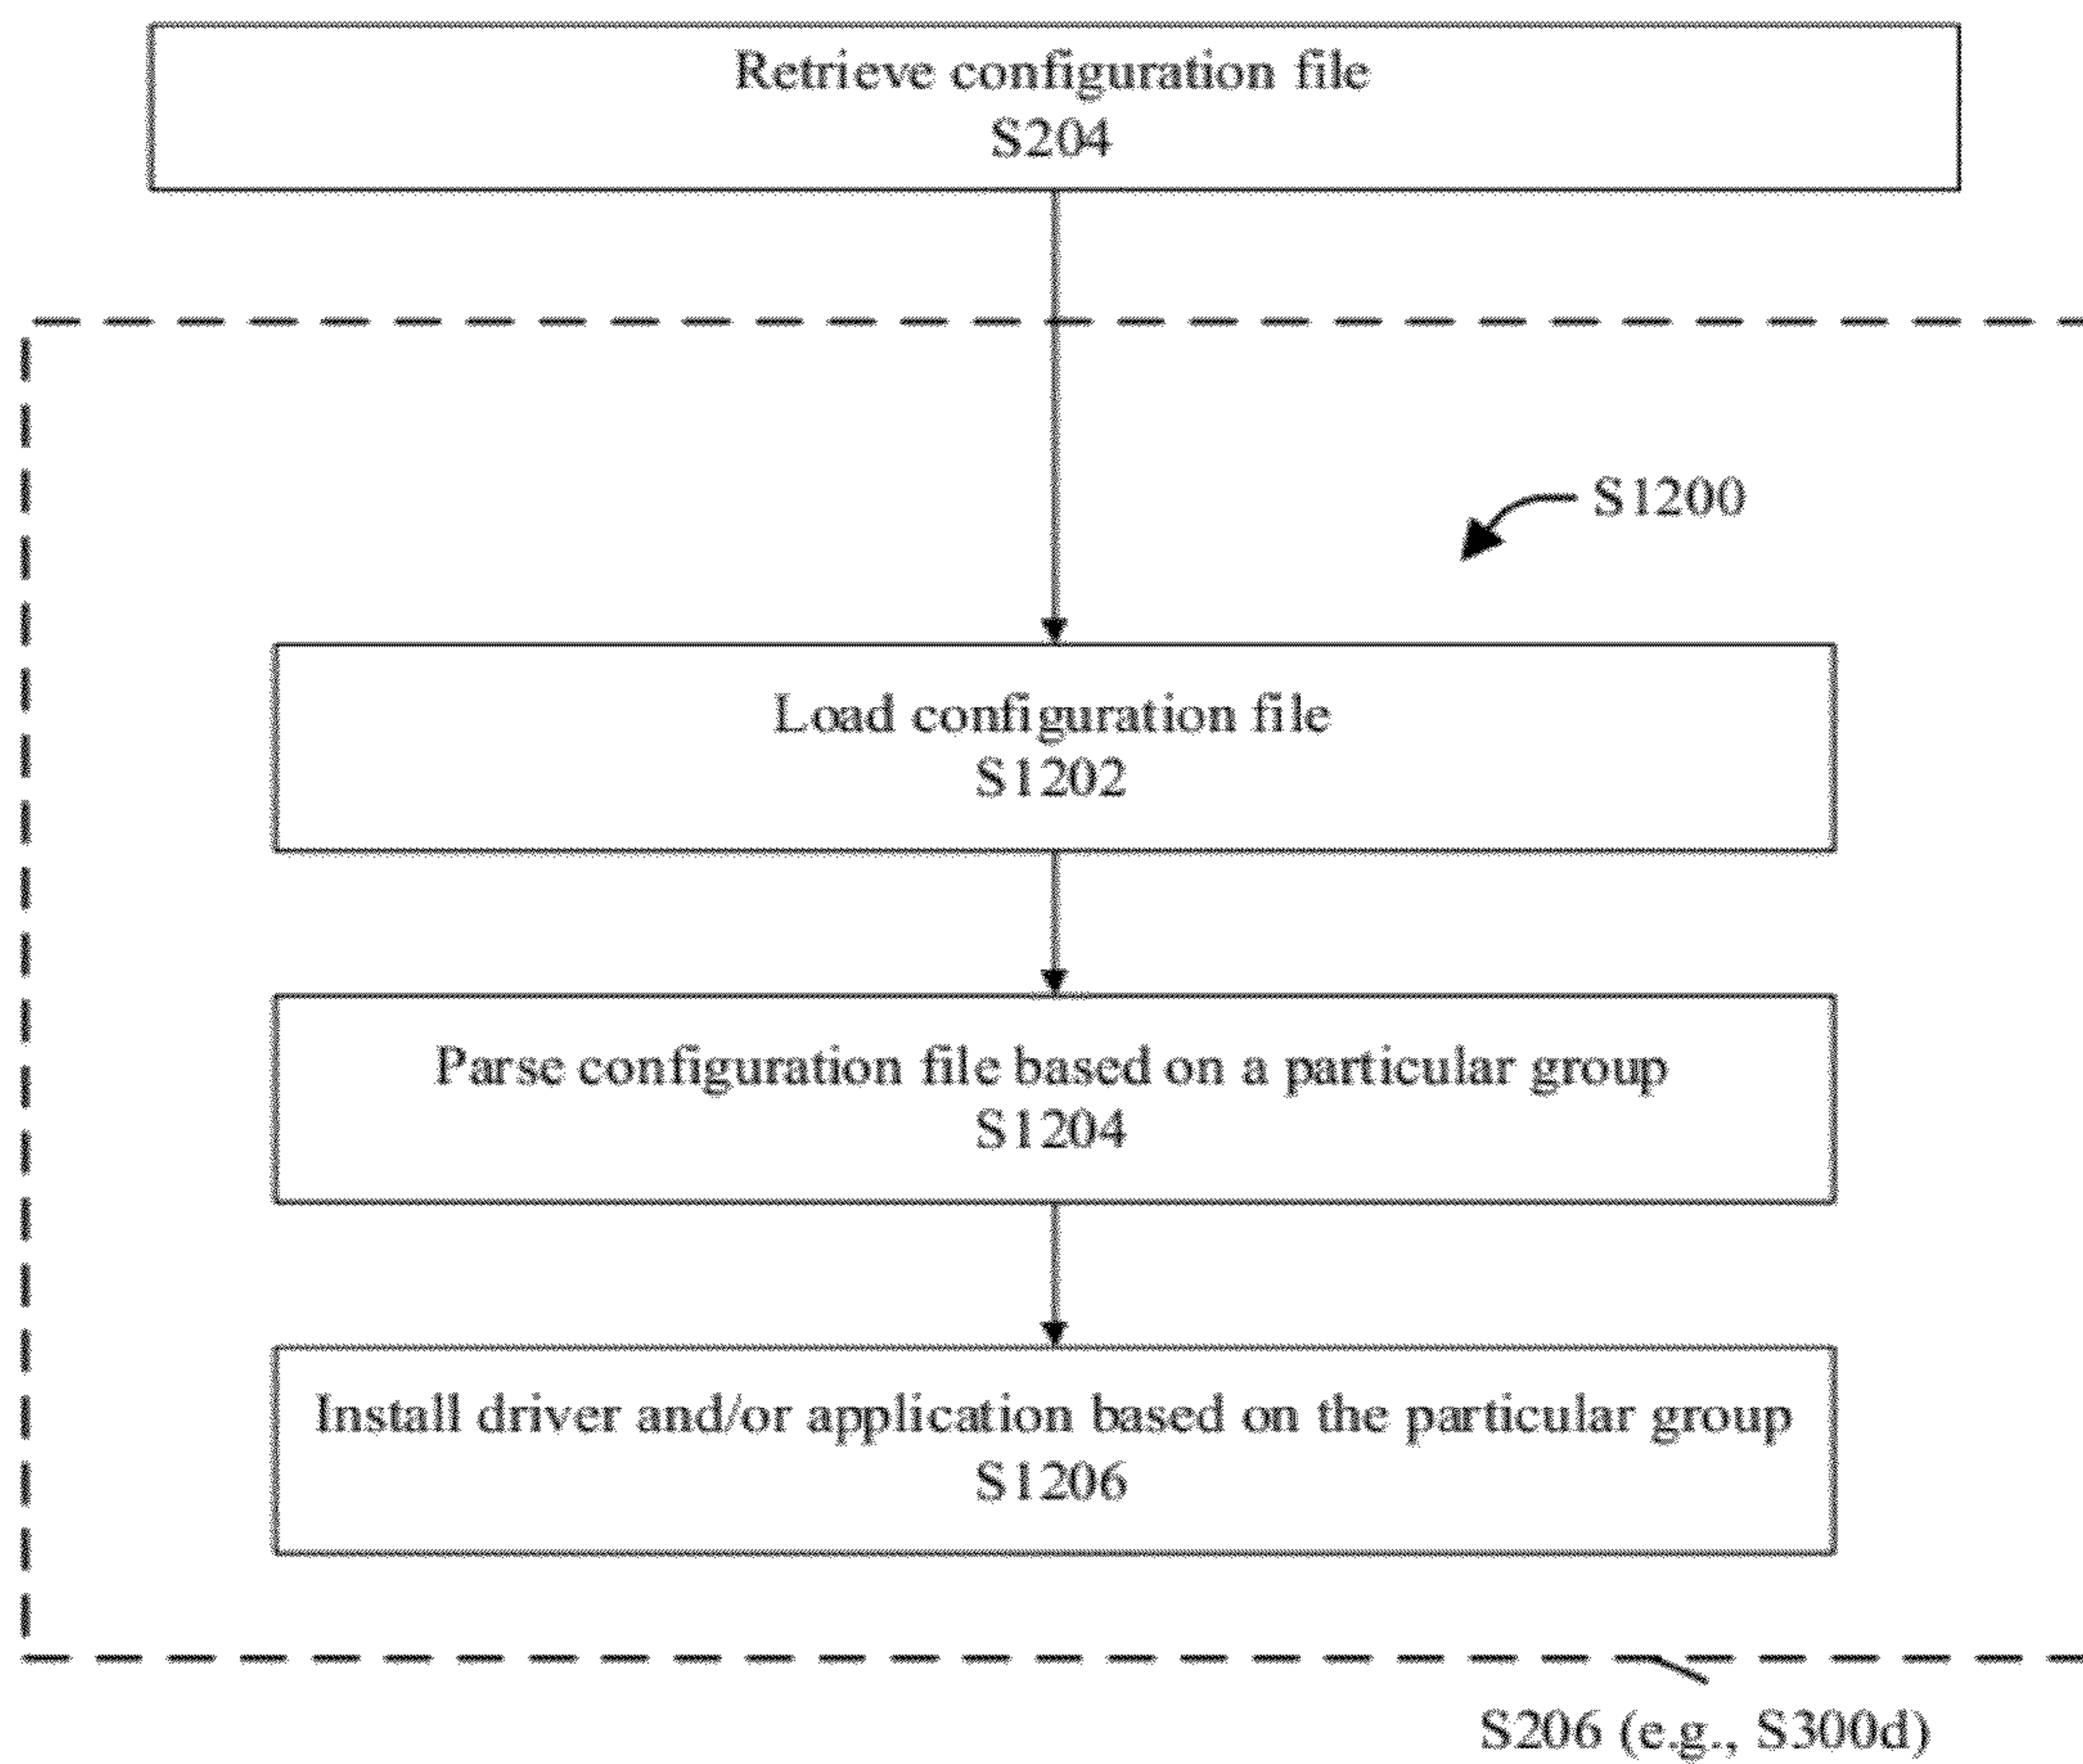 Retrieve configuration file
S204
S1200
Load configuration file
S1202
Parse configuration file based on a particular group
S1204
Install driver and/or application based on the particular group
S1206
S206 (e.g., S300d)